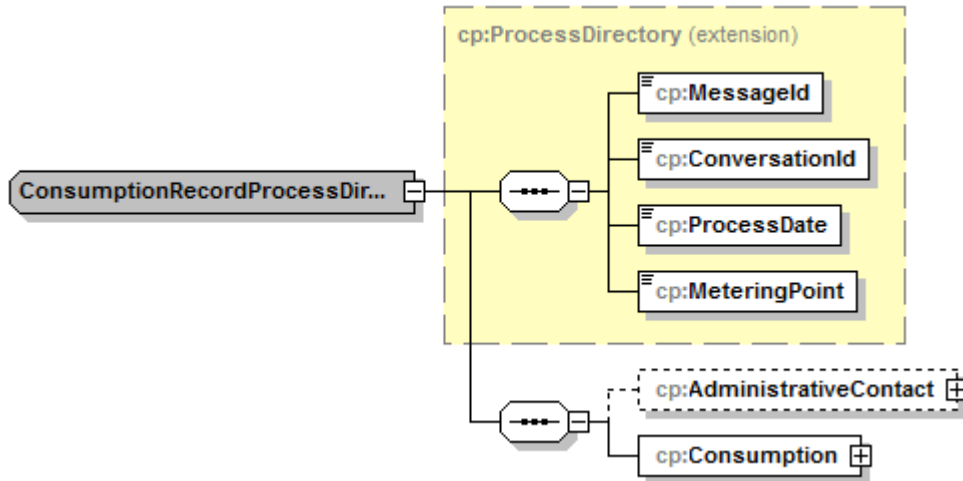 cp:ProcessDirectory (extension)
cp:MessageId
cp:ConversationId
ConsumptionRecordProcessDir...
cp:ProcessDate
cp:MeteringPoint
cp:AdministrativeContact
cp:Consumption